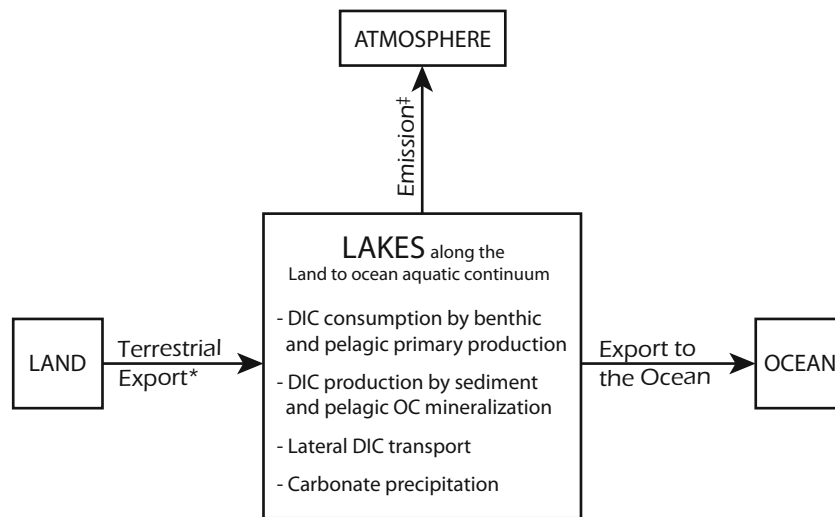 ATMOSPHERE
Emission‡
LAKES along the
Land to ocean aquatic continuum
- DIC consumption by benthic
and pelagic primary production
- DIC production by sediment
and pelagic OC mineralization
- Lateral DIC transport
- Carbonate precipitation
LAND
Terrestrial
Export*
Export to
the Ocean
OCEAN